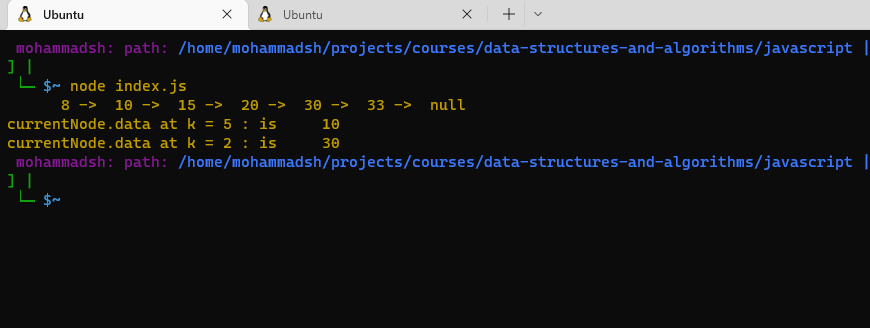 Ubuntu
Ubuntu
mohammadsh: path: /home/mohammadsh/projects/courses/data-structures-and-algorithms/javascript |
] |
└─ $~ node index.js
8 -> 10 -> 15 -> 20 -> 30 -> 33 -> null
currentNode.data at k = 5 : is 10
currentNode.data at k = 2 : is 30
mohammadsh: path: /home/mohammadsh/projects/courses/data-structures-and-algorithms/javascript |
] |
└─ $~